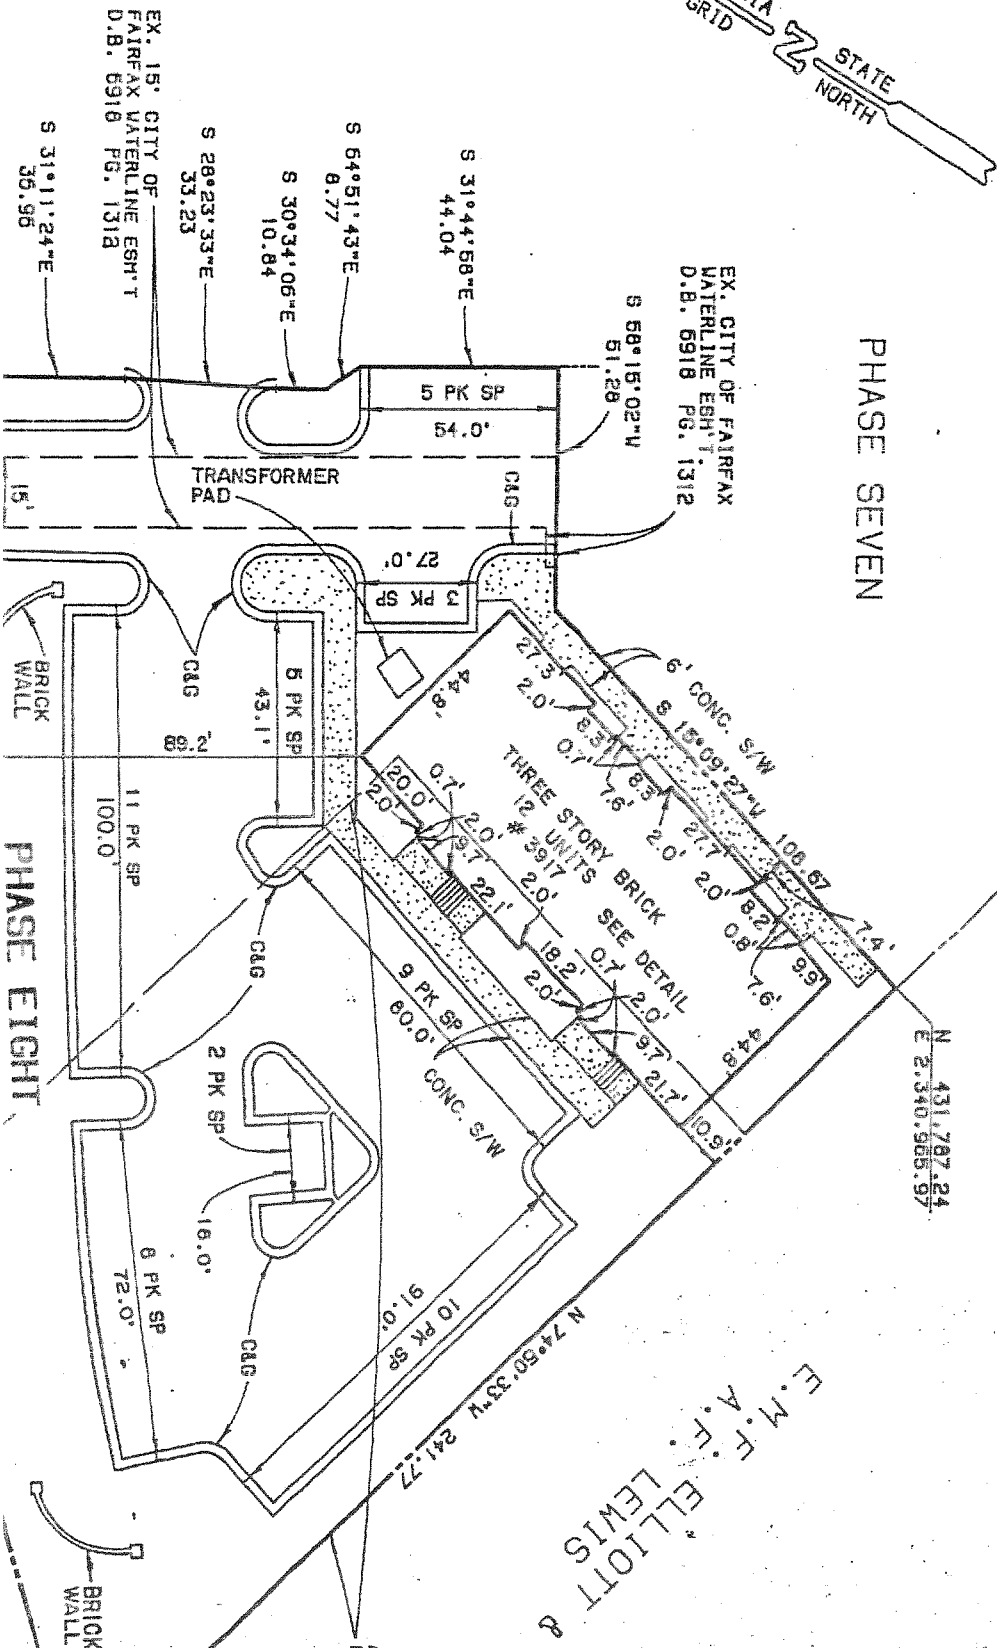 STATE
GRID
NORTH
N
PHASE SEVEN
EX. CITY OF FAIRFAX
WATERLINE ESM'T.
D.B. 6918 PG. 1312
S 58°15'02"W
51.28
S 31°44'58"E
44.04
S 64°51'43"E
8.77
S 30°34'06"E
10.84
S 28°23'33"E
33.23
EX. 15' CITY OF
FAIRFAX WATERLINE ESM'T
D.B. 6918 PG. 1312
S 31°11'24"E
36.96
5 PK SP
54.0'
TRANSFORMER
PAD
C&G
15'
27.0'
3 PK SP
BRICK
WALL
C&G
5 PK SP
43.1'
89.2'
11 PK SP
100.0'
44.8'
6' CONC. S/W
S 15°09'27"W 106.67
27.3'
2.0'
8.3'
0.7'
7.6'
8.3'
2.0'
27.7'
2.0'
8.2'
0.8'
7.6'
9.9'
7.4'
THREE STORY BRICK
12 UNITS
# 3917
SEE DETAIL
20.0'
2.0'
0.7'
2.0'
9.7'
22.1'
2.0'
18.2'
2.0'
0.7'
2.0'
9.7'
21.7'
44.8'
10.9'
N 431,787.24
E 2,340,965.97
9 PK SP
80.0'
CONC. S/W
C&G
2 PK SP
16.0'
PHASE EIGHT
6 PK SP
72.0'
C&G
10 PK SP
91.0'
N 74°50'33"W 241.77
E.M.F. ELLIOTT &
A.F. LEWIS
BRICK
WALL